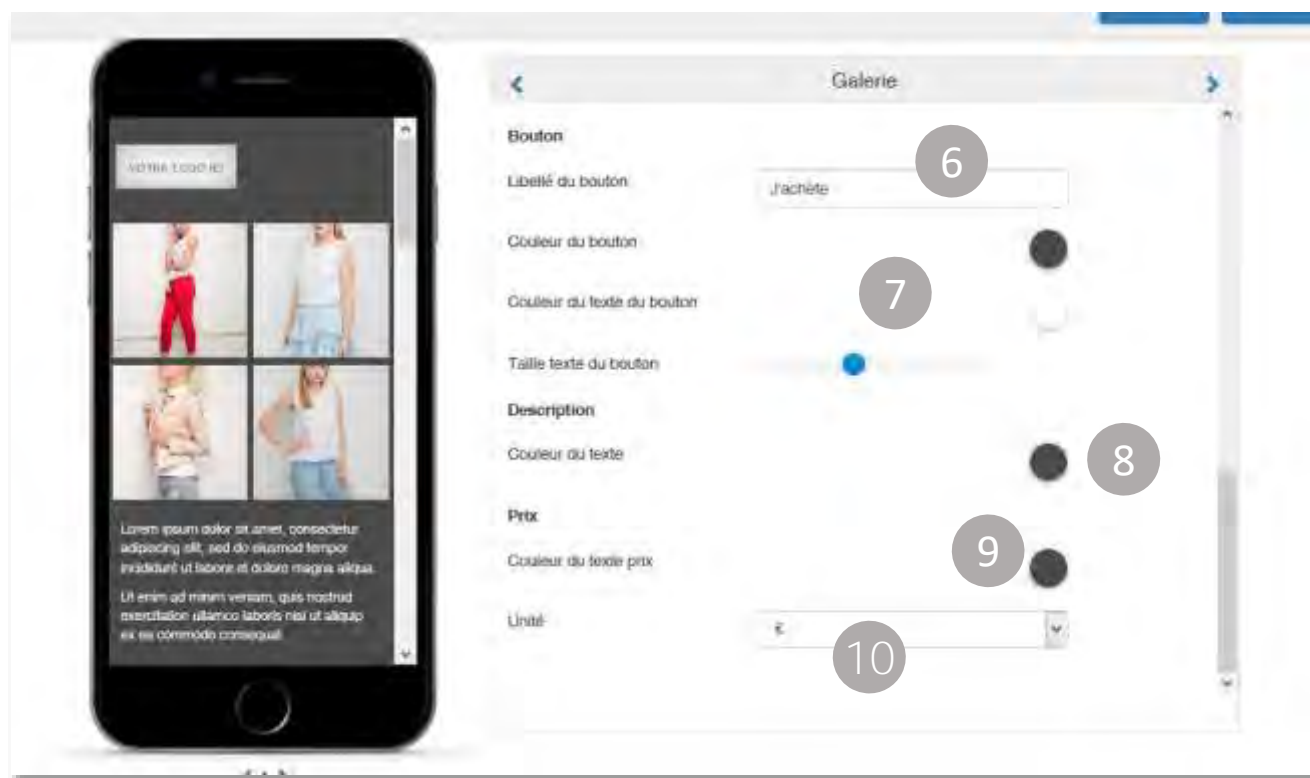 VOTRE LOGO ICI
Lorem ipsum dolor sit amet, consectetur
adipiscing elit, sed do eiusmod tempor
incididunt ut labore et dolore magna aliqua.
Ut enim ad minim veniam, quis nostrud
exercitation ullamco laboris nisi ut aliquip
ex ea commodo consequat.
Galerie
Bouton
6
Libellé du bouton
J'achète
Couleur du bouton
7
Couleur du texte du bouton
Taille texte du bouton
Description
Couleur du texte
8
Prix
9
Couleur du texte prix
Unité
€
10